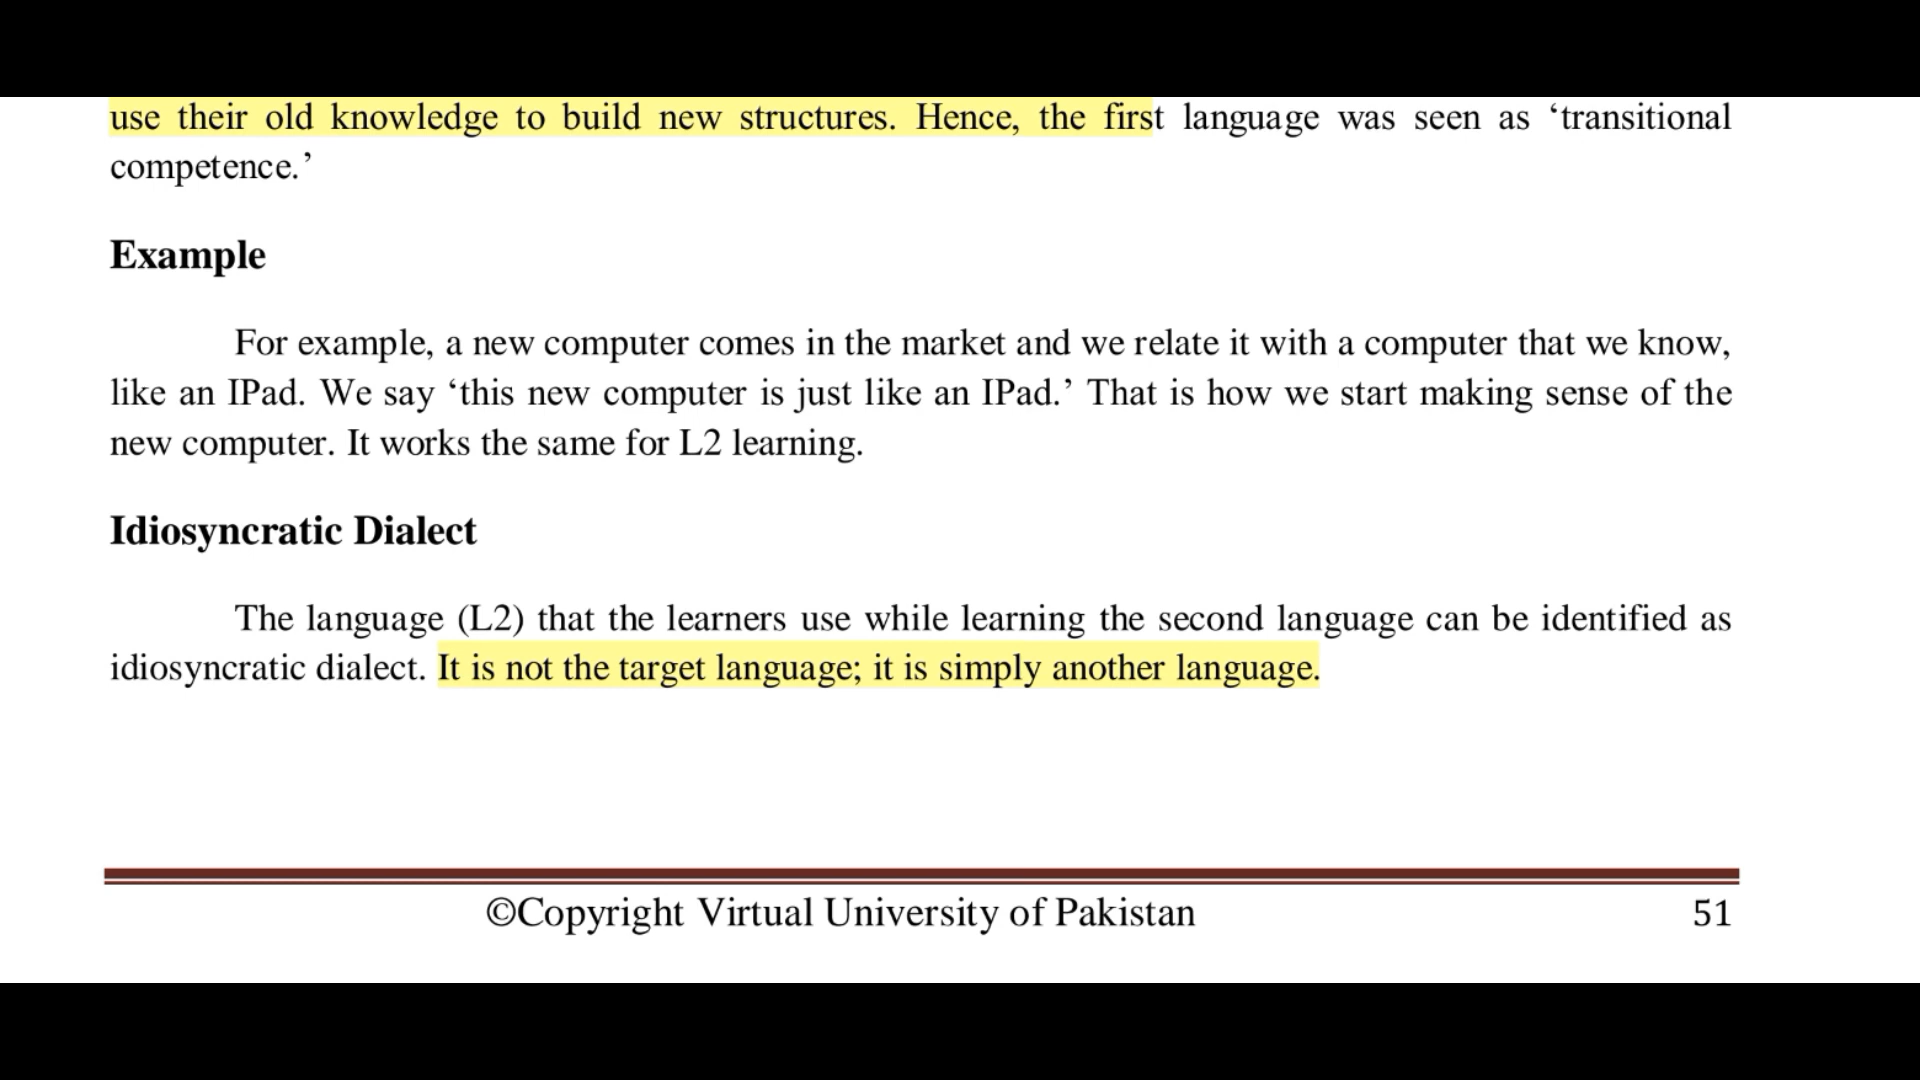 use their old knowledge to build new structures. Hence, the first language was seen as ‘transitional
competence.’
Example
For example, a new computer comes in the market and we relate it with a computer that we know,
like an IPad. We say ‘this new computer is just like an IPad.’ That is how we start making sense of the
new computer. It works the same for L2 learning.
Idiosyncratic Dialect
The language (L2) that the learners use while learning the second language can be identified as
idiosyncratic dialect. It is not the target language; it is simply another language.
©Copyright Virtual University of Pakistan 51